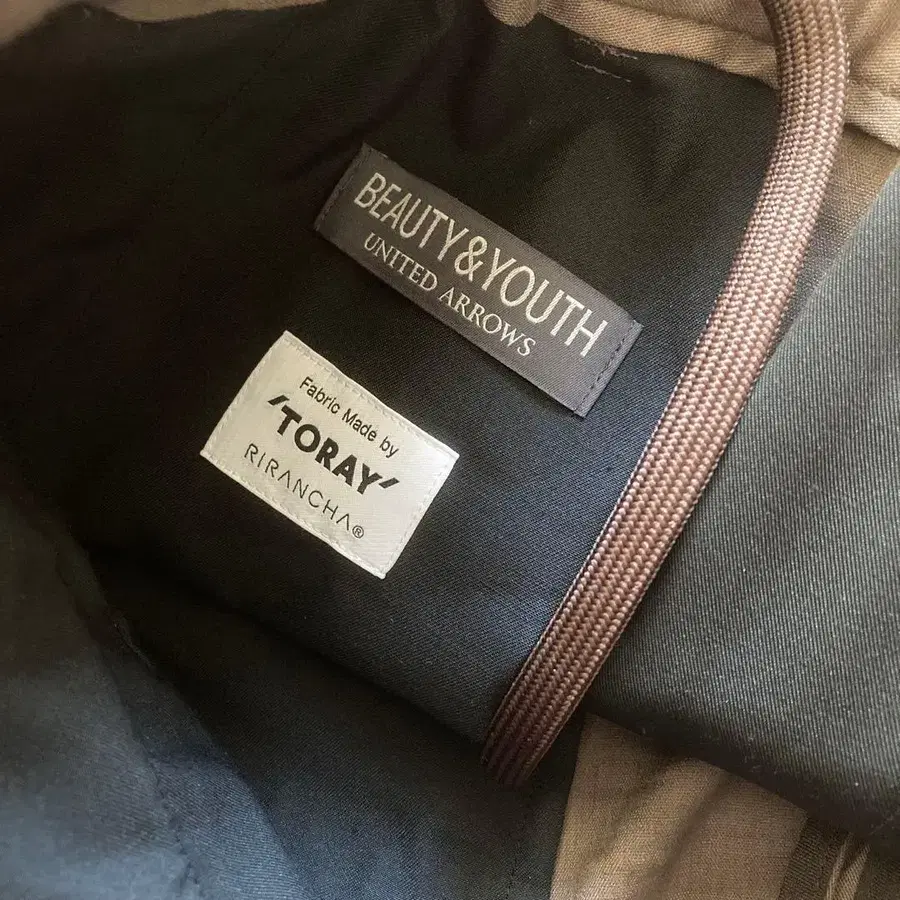 BEAUTY&YOUTH
UNITED ARROWS
Fabric Made by
'TORAY'
RIRANCHA®